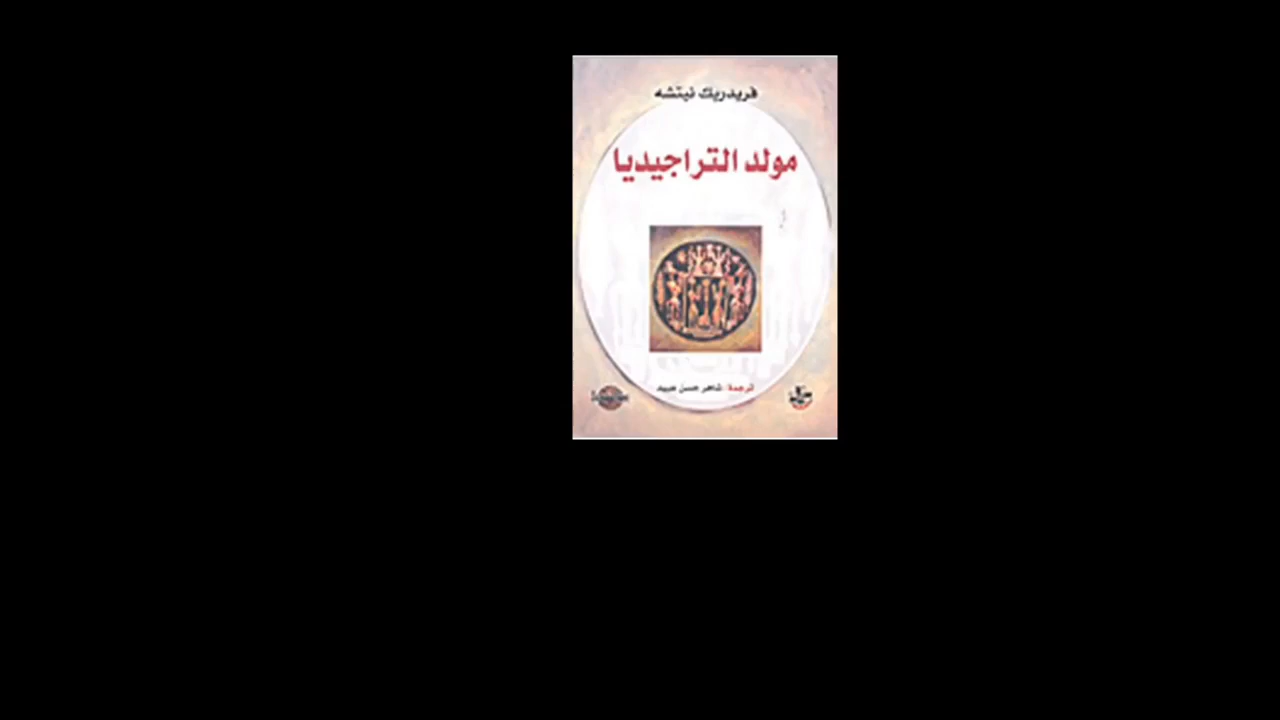 فريدريك نيتشه
مولد التراجيديا
ترجمة: شاهر حسن عبيد